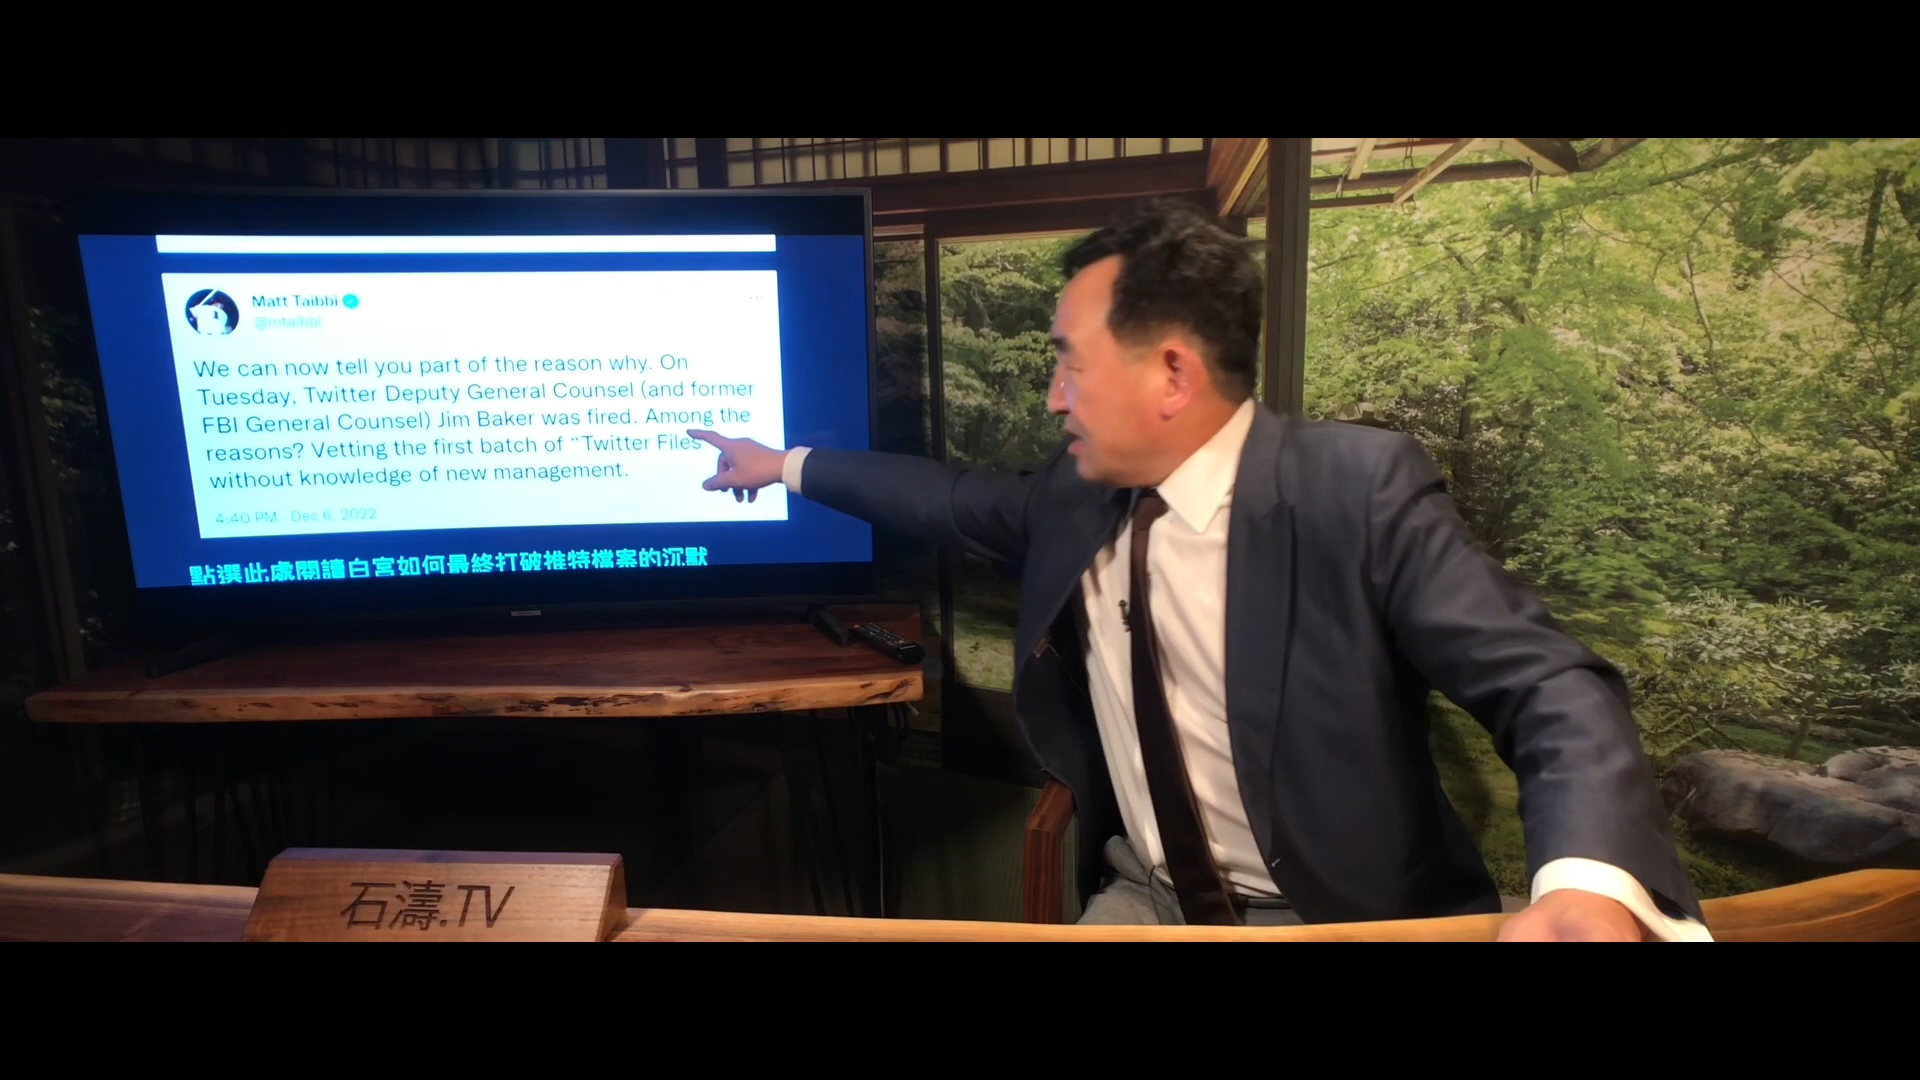 Matt Taibbi
@mtaibbi
We can now tell you part of the reason why. On
Tuesday, Twitter Deputy General Counsel (and former
FBI General Counsel) Jim Baker was fired. Among the
reasons? Vetting the first batch of “Twitter Files
without knowledge of new management.
4:40 PM · Dec 6, 2022
點選此處閱讀白宮如何最終打破推特檔案的沉默
石濤.TV